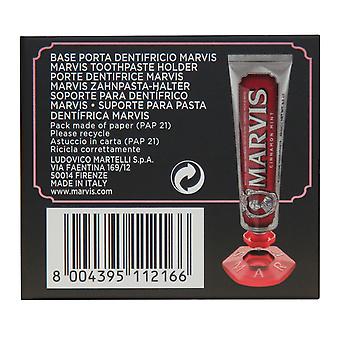 BASE PORTA DENTIFRICIO MARVIS
MARVIS TOOTHPASTE HOLDER
PORTE DENTIFRICE MARVIS
MARVIS ZAHNPASTA-HALTER
SOPORTE PARA DENTÍFRICO
MARVIS • SUPORTE PARA PASTA
DENTÍFRICA MARVIS
Pack made of paper (PAP 21)
Please recycle
Astuccio in carta (PAP 21)
Ricicla correttamente
LUDOVICO MARTELLI S.p.A.
VIA FAENTINA 169/12
50014 FIRENZE
MADE IN ITALY
www.marvis.com
8 004395 112166
MARVIS
CINNAMON MINT
M A R